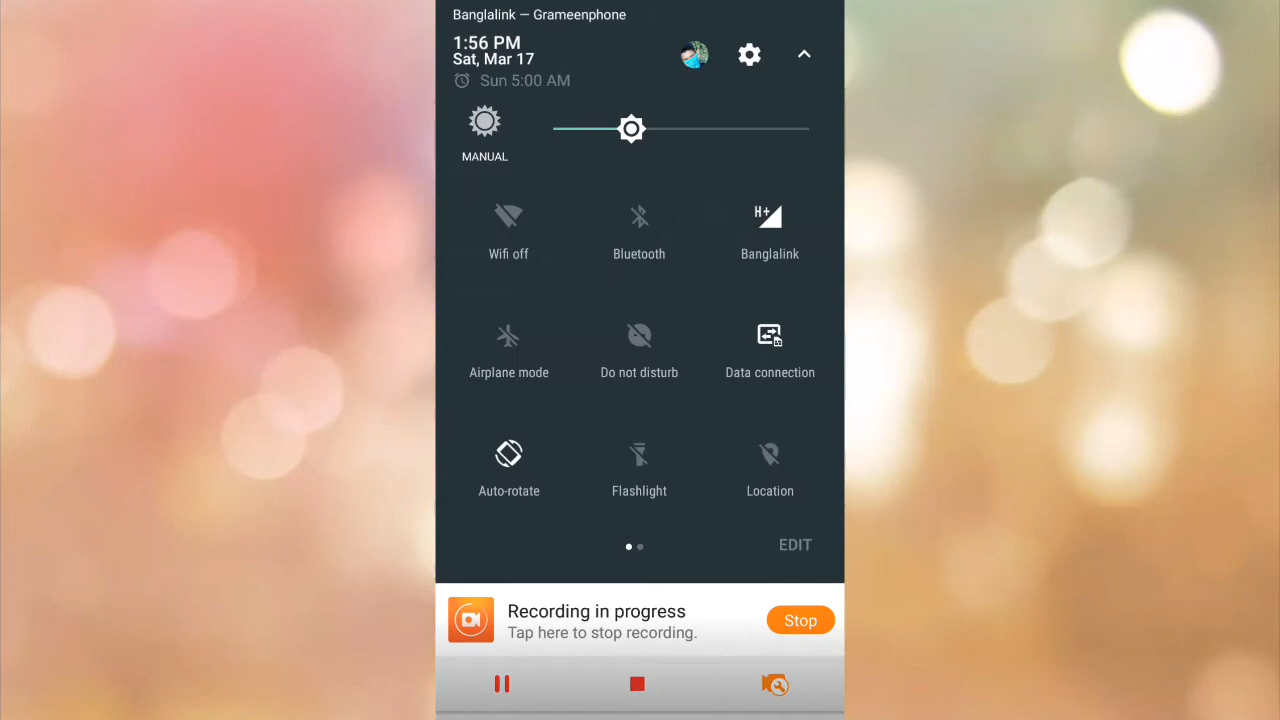 Banglalink — Grameenphone
1:56 PM
Sat, Mar 17
Sun 5:00 AM
MANUAL
H+
Wifi off
Bluetooth
Banglalink
Airplane mode
Do not disturb
Data connection
Auto-rotate
Flashlight
Location
EDIT
Recording in progress
Tap here to stop recording.
Stop